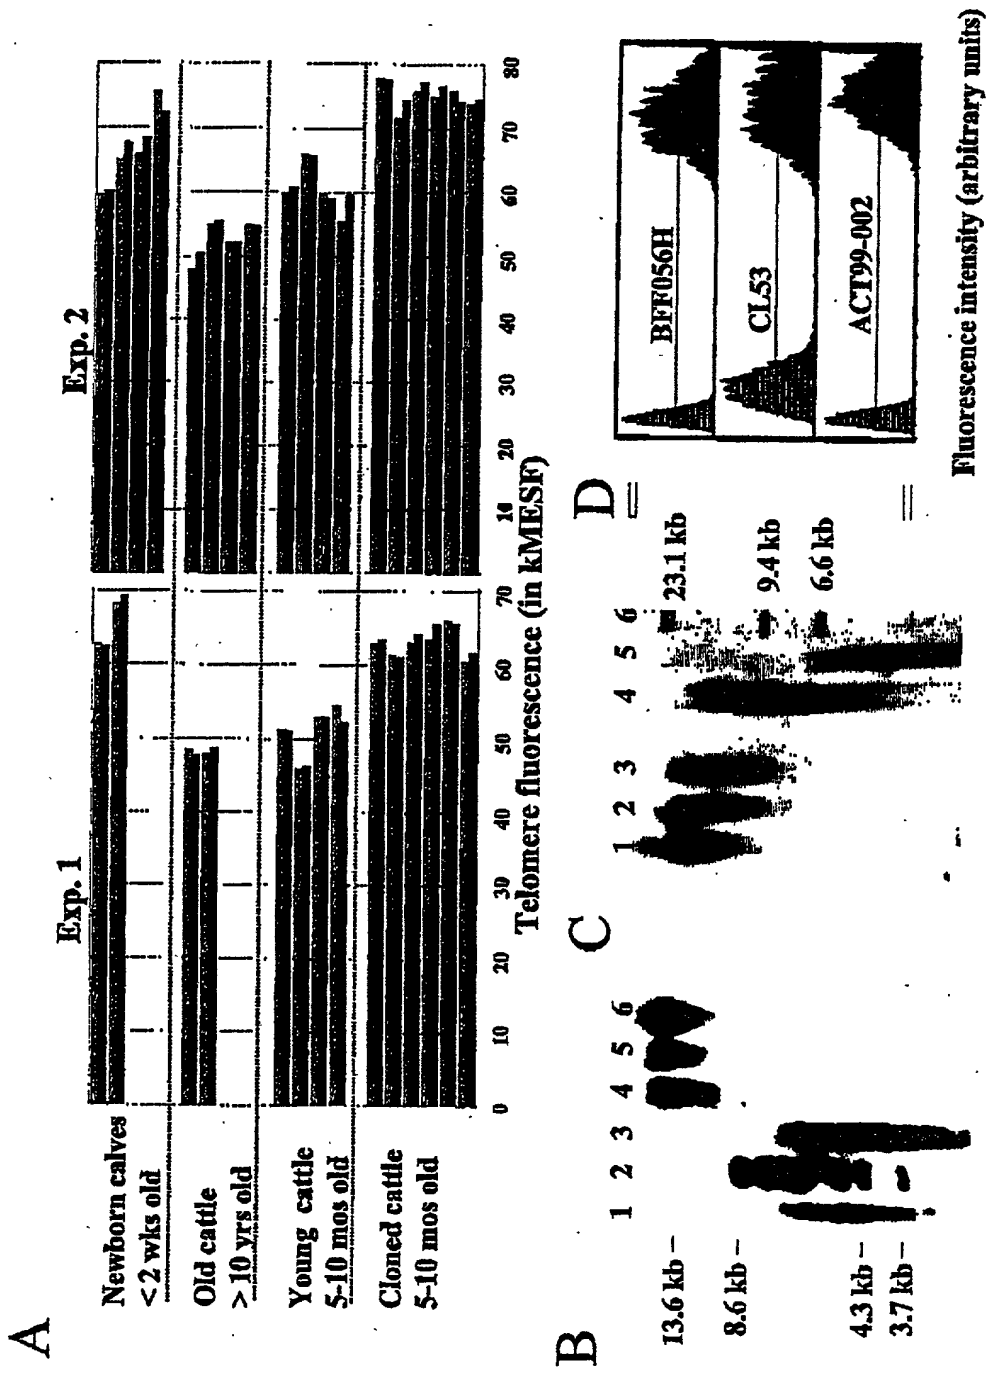 A
Exp. 1
Exp. 2
Newborn calves
< 2 wks old
Old cattle
> 10 yrs old
Young cattle
5-10 mos old
Cloned cattle
5-10 mos old
0 10 20 30 40 50 60 70
10 20 30 40 50 60 70 80
Telomere fluorescence (in kMESF)
B
1 2 3 4 5 6
13.6 kb –
8.6 kb –
4.3 kb –
3.7 kb –
C
1 2 3 4 5 6
23.1 kb
9.4 kb
6.6 kb
D
BFF056H
CL53
ACT99-002
Fluorescence intensity (arbitrary units)